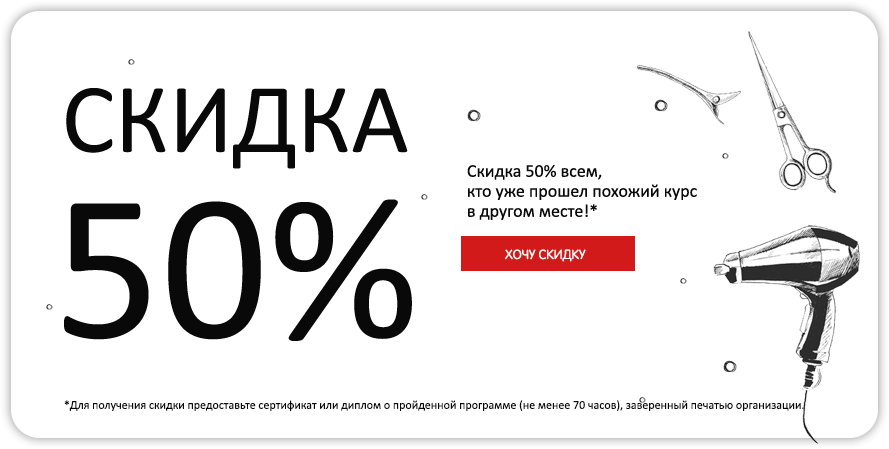 СКИДКА
50%
Скидка 50% всем,
кто уже прошел похожий курс
в другом месте!*
ХОЧУ СКИДКУ
*Для получения скидки предоставьте сертификат или диплом о пройденной программе (не менее 70 часов), заверенный печатью организации.